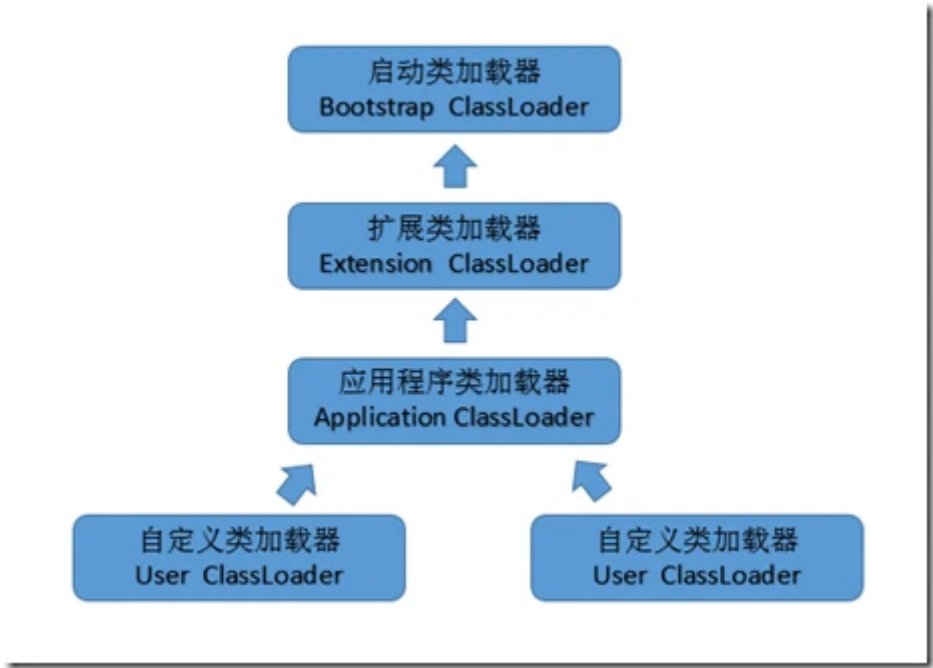 启动类加载器
Bootstrap ClassLoader
扩展类加载器
Extension ClassLoader
应用程序类加载器
Application ClassLoader
自定义类加载器
User ClassLoader
自定义类加载器
User ClassLoader